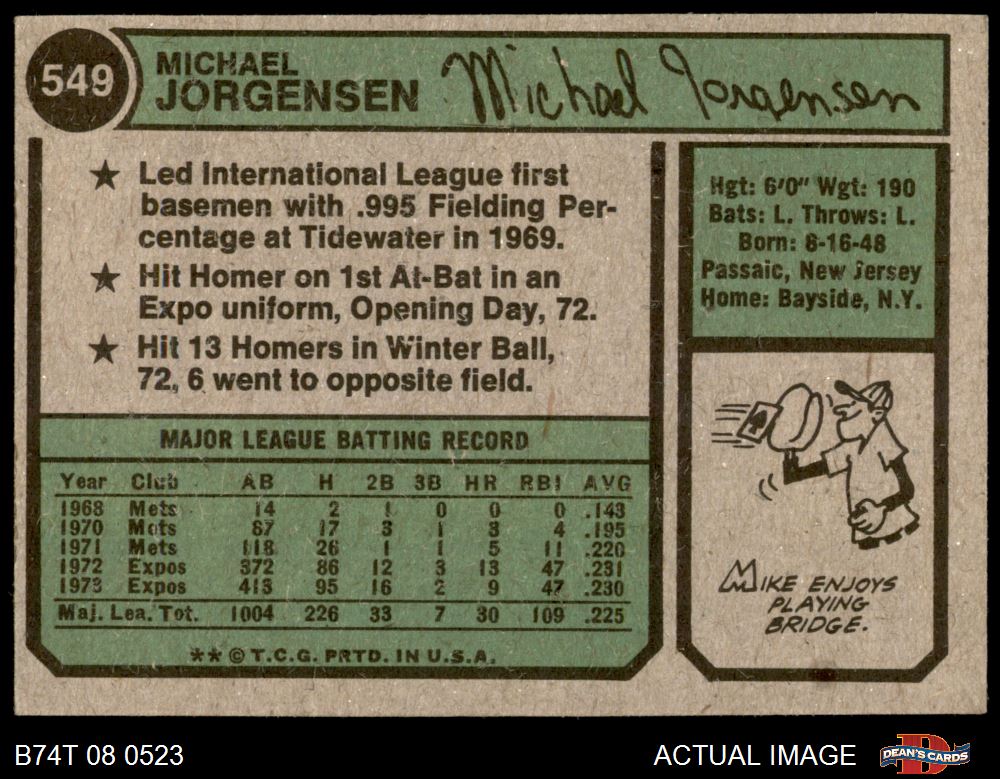 549
MICHAEL
JORGENSEN
Michael Jorgensen
★ Led International League first
basemen with .995 Fielding Per-
centage at Tidewater in 1969.
★ Hit Homer on 1st At-Bat in an
Expo uniform, Opening Day, 72.
★ Hit 13 Homers in Winter Ball,
72, 6 went to opposite field.
Hgt: 6'0" Wgt: 190
Bats: L. Throws: L.
Born: 8-16-48
Passaic, New Jersey
Home: Bayside, N.Y.
MAJOR LEAGUE BATTING RECORD
Year Club AB H 2B 3B HR RBI AVG
1968 Mets 14 2 1 0 0 0 .143
1970 Mets 87 17 3 1 3 4 .195
1971 Mets 118 26 1 1 5 11 .220
1972 Expos 372 86 12 3 13 47 .231
1973 Expos 413 95 16 2 9 47 .230
Maj. Lea. Tot. 1004 226 33 7 30 109 .225
** © T.C.G. PRTD. IN U.S.A.
MIKE ENJOYS
PLAYING
BRIDGE.
B74T 08 0523
ACTUAL IMAGE
DEAN'S CARDS